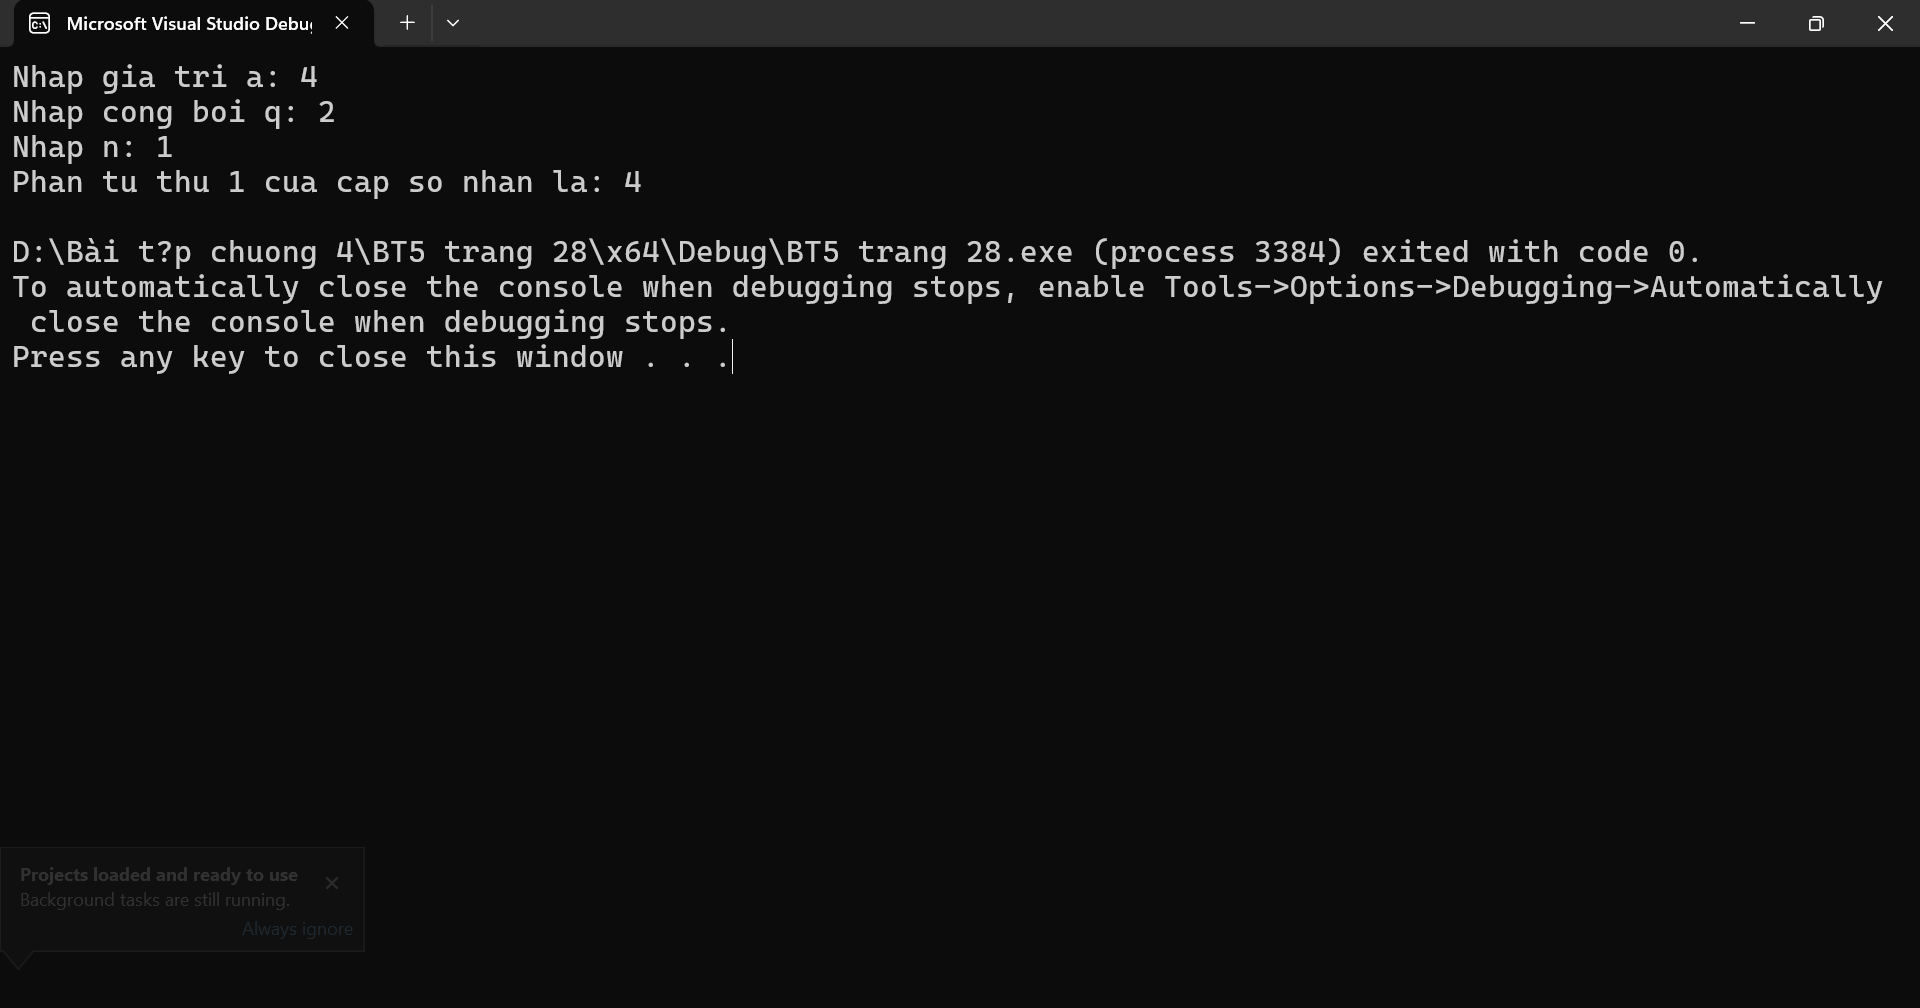 Microsoft Visual Studio Debu
Nhap gia tri a: 4
Nhap cong boi q: 2
Nhap n: 1
Phan tu thu 1 cua cap so nhan la: 4
D:\Bài t?p chuong 4\BT5 trang 28\x64\Debug\BT5 trang 28.exe (process 3384) exited with code 0.
To automatically close the console when debugging stops, enable Tools->Options->Debugging->Automatically
close the console when debugging stops.
Press any key to close this window . . .
Projects loaded and ready to use
Background tasks are still running.
Always ignore